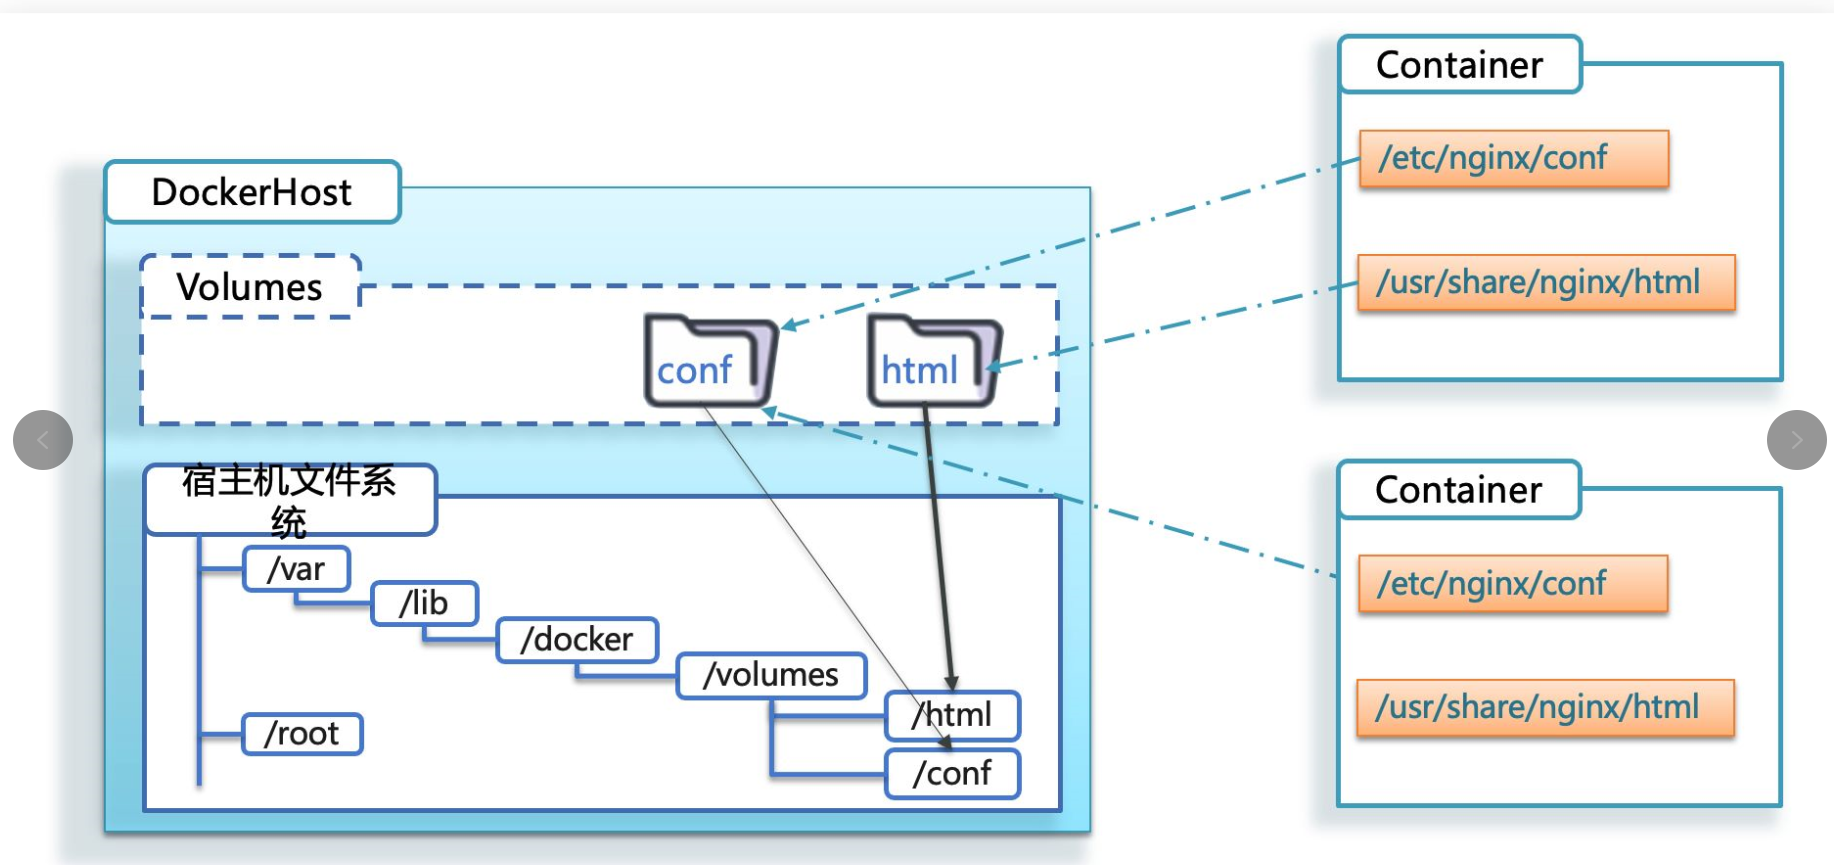 DockerHost
Volumes
conf
html
宿主机文件系
统
/var
/lib
/docker
/volumes
/html
/conf
/root
Container
/etc/nginx/conf
/usr/share/nginx/html
Container
/etc/nginx/conf
/usr/share/nginx/html